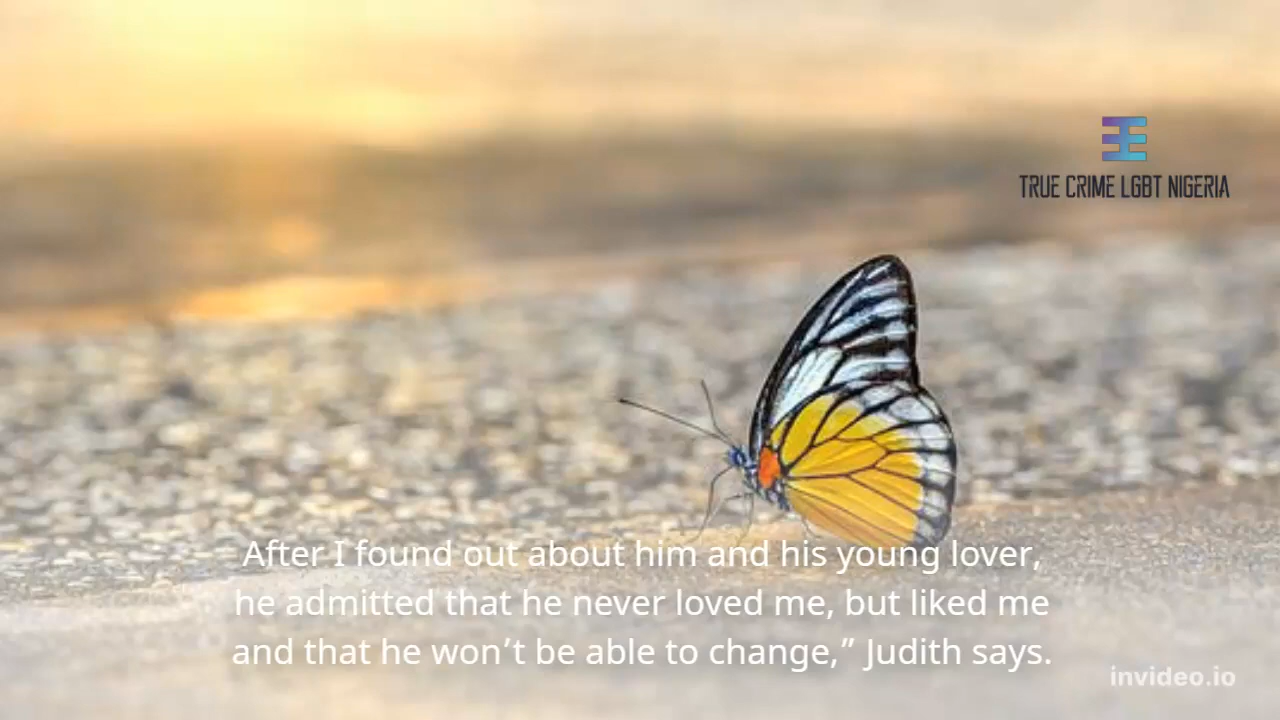 TRUE CRIME LGBT NIGERIA
After I found out about him and his young lover,
he admitted that he never loved me, but liked me
and that he won’t be able to change,” Judith says.
invideo.io